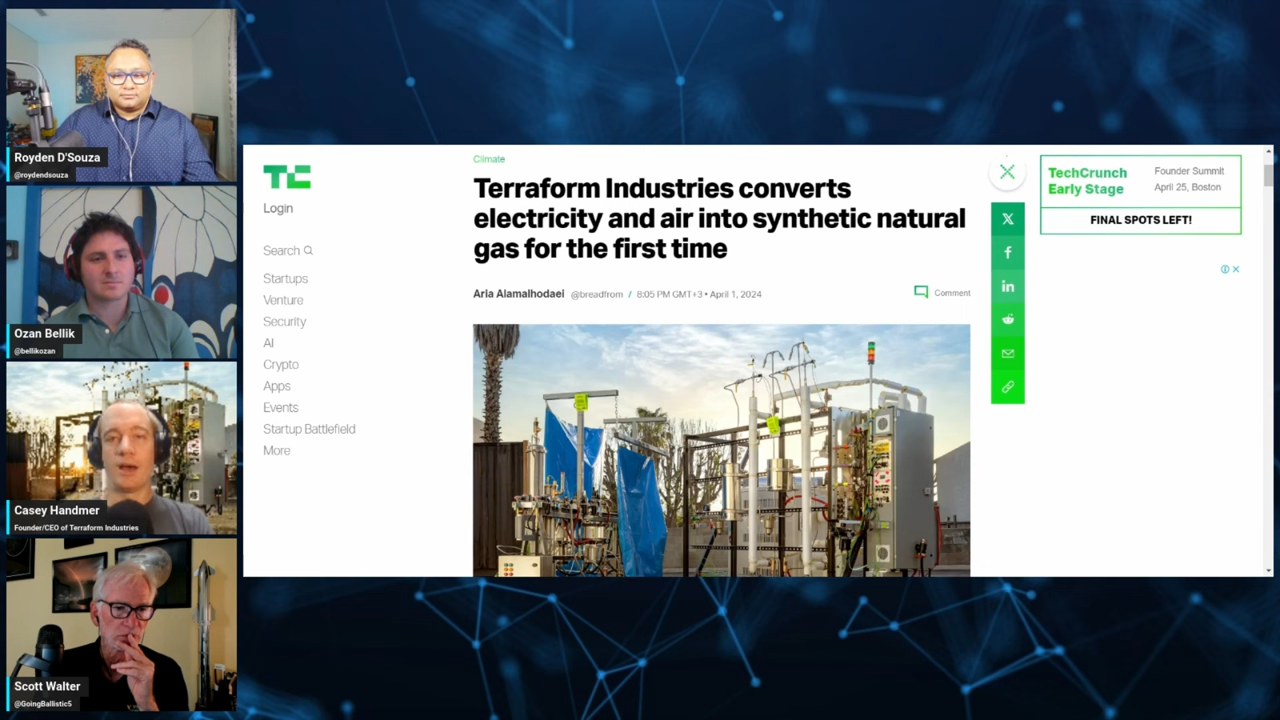 Royden D'Souza
@roydendsouza
Ozan Bellik
@bellikozan
Casey Handmer
Founder/CEO of Terraform Industries
Scott Walter
@GoingBallistic5
TC
Login
Search
Startups
Venture
Security
AI
Crypto
Apps
Events
Startup Battlefield
More
Climate
Terraform Industries converts
electricity and air into synthetic natural
gas for the first time
Aria Alamalhodaei @breadfrom / 8:05 PM GMT+3 • April 1, 2024
Comment
TechCrunch
Early Stage
Founder Summit
April 25, Boston
FINAL SPOTS LEFT!